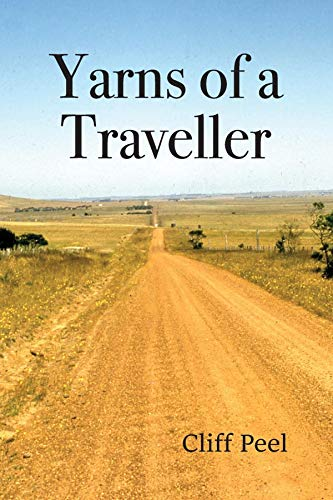 Yarns of a
Traveller
Cliff Peel